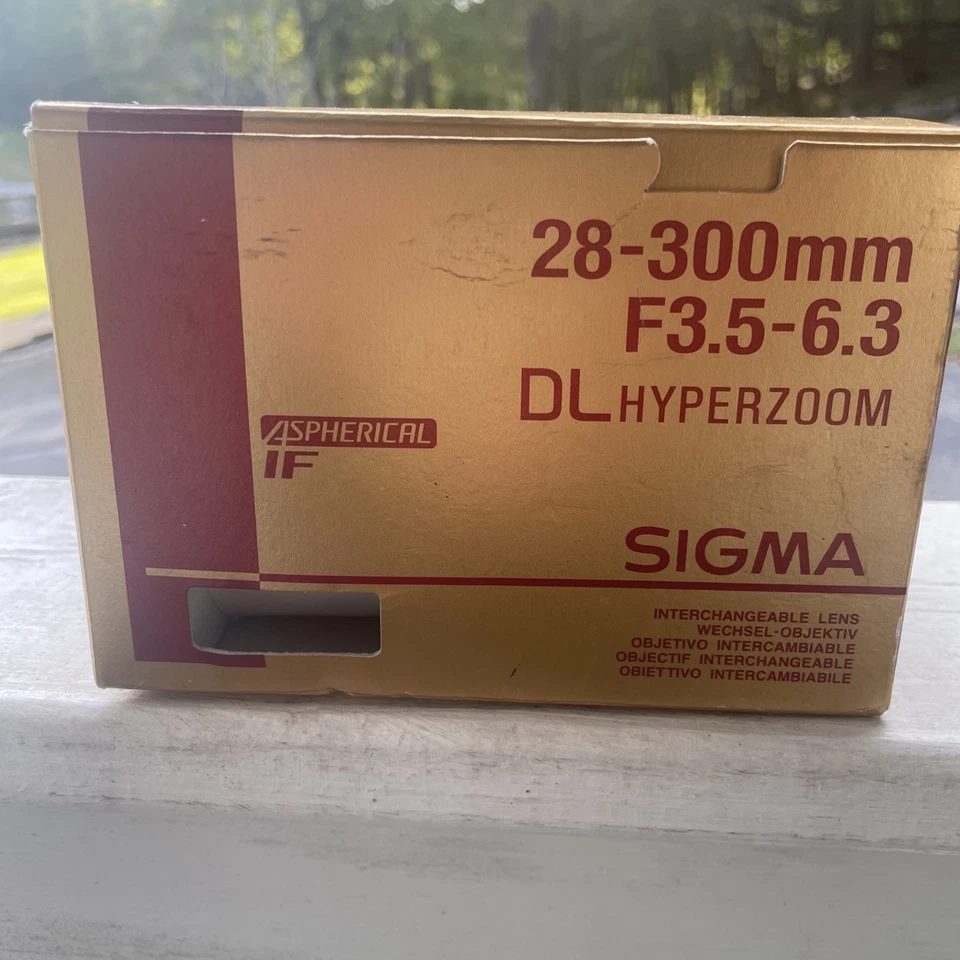 28-300mm
F3.5-6.3
DL HYPERZOOM
ASPHERICAL
IF
SIGMA
INTERCHANGEABLE LENS
WECHSEL-OBJEKTIV
OBJETIVO INTERCAMBIABLE
OBJECTIF INTERCHANGEABLE
OBIETTIVO INTERCAMBIABILE